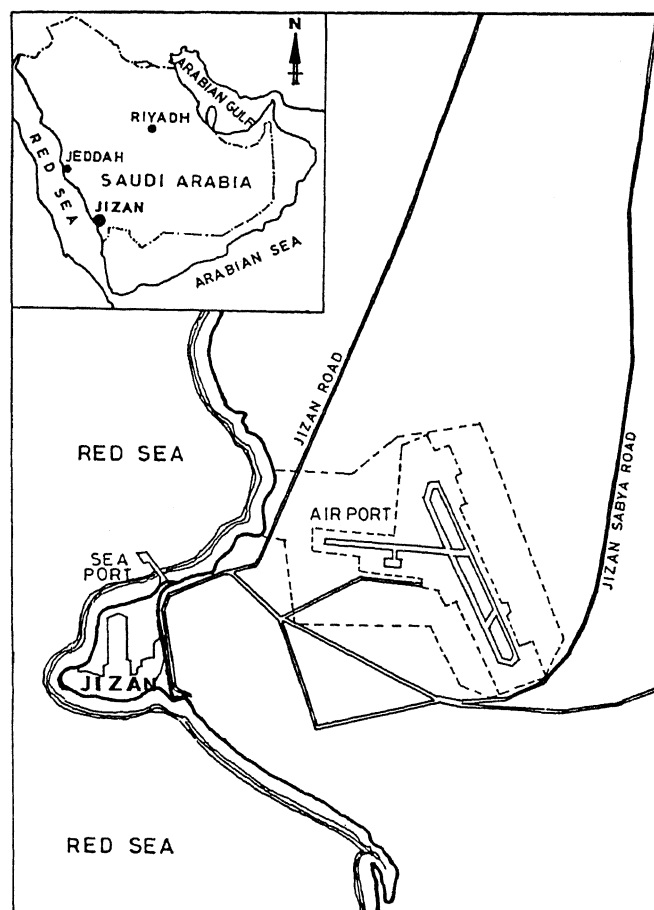 N
ARABIAN GULF
RIYADH
RED SEA
JEDDAH
SAUDI ARABIA
JIZAN
ARABIAN SEA
JIZAN ROAD
RED SEA
AIR PORT
JIZAN SABYA ROAD
SEA
PORT
JIZAN
RED SEA